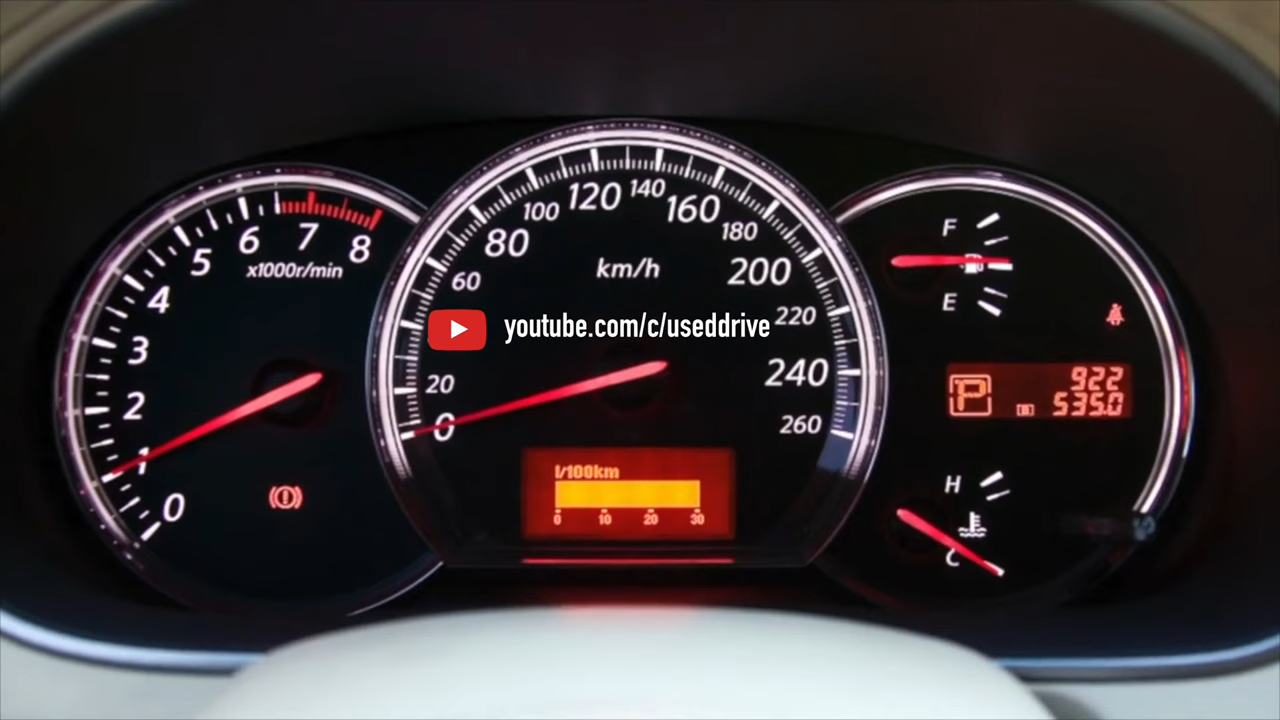 0
1
2
3
4
5
6
7
8
x1000r/min
0
20
60
80
100
120
140
160
180
200
220
240
260
km/h
youtube.com/c/useddrive
l/100km
0 10 20 30
F
E
P
922
535.0
H
C